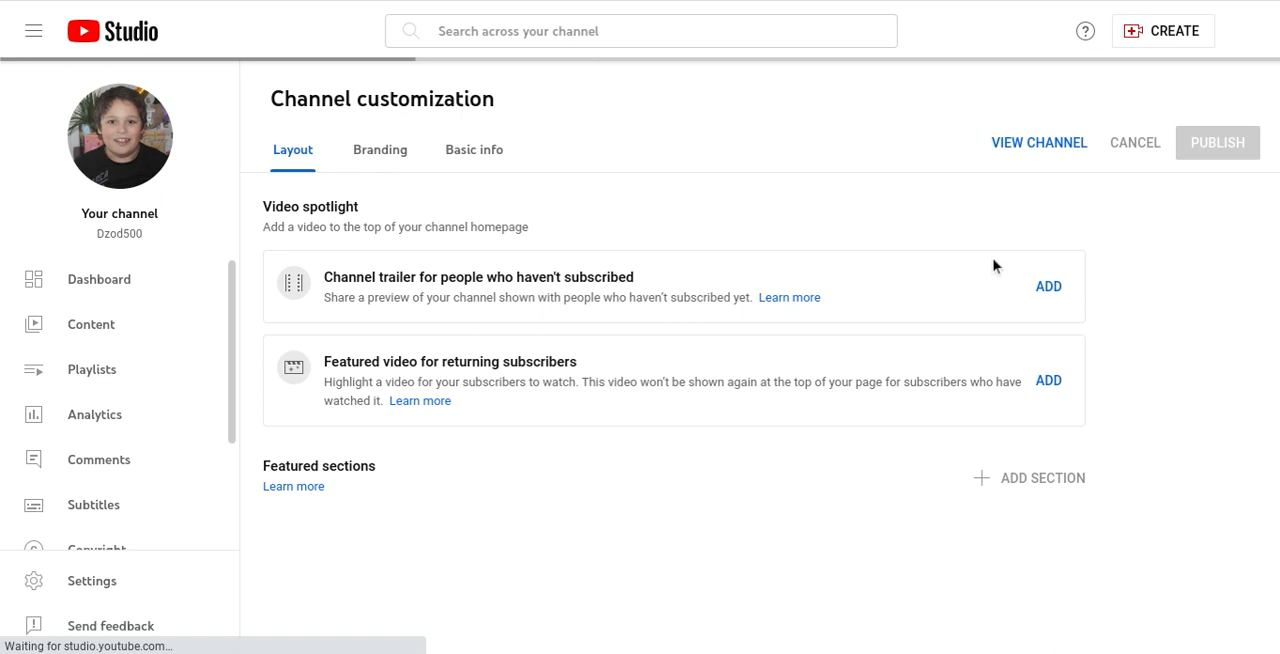 Studio
Search across your channel
CREATE
Your channel
Dzod500
Dashboard
Content
Playlists
Analytics
Comments
Subtitles
Copyright
Settings
Send feedback
Channel customization
Layout
Branding
Basic info
VIEW CHANNEL
CANCEL
PUBLISH
Video spotlight
Add a video to the top of your channel homepage
Channel trailer for people who haven't subscribed
Share a preview of your channel shown with people who haven't subscribed yet. Learn more
ADD
Featured video for returning subscribers
Highlight a video for your subscribers to watch. This video won't be shown again at the top of your page for subscribers who have
watched it. Learn more
ADD
Featured sections
Learn more
ADD SECTION
Waiting for studio.youtube.com...